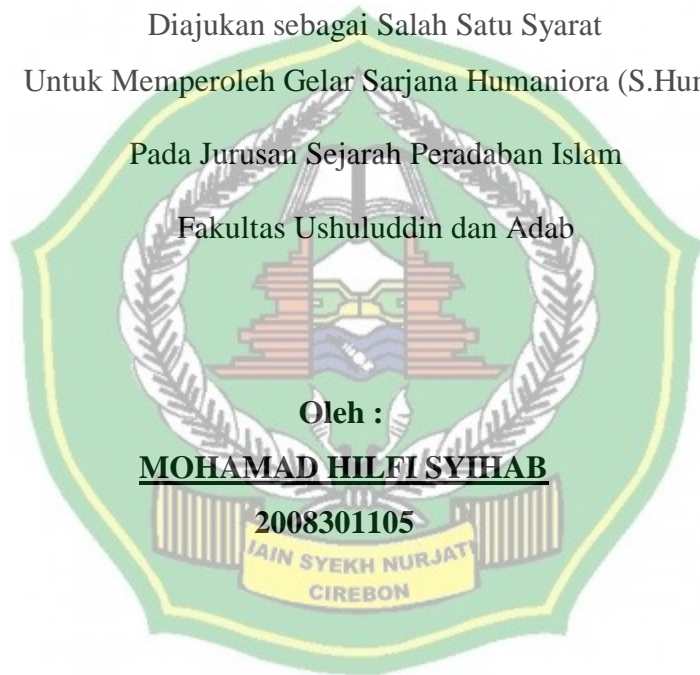 Diajukan sebagai Salah Satu Syarat
Untuk Memperoleh Gelar Sarjana Humaniora (S.Hum
Pada Jurusan Sejarah Peradaban Islam
Fakultas Ushuluddin dan Adab
Oleh :
MOHAMAD HILFI SYIHAB
2008301105
IAIN SYEKH NURJATI
CIREBON